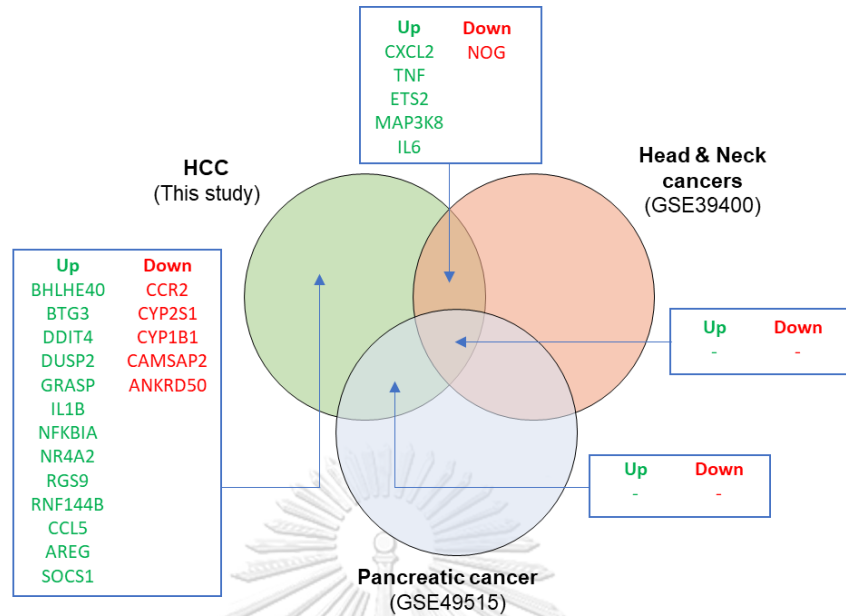 Up Down
CXCL2 NOG
TNF
ETS2
MAP3K8
IL6
HCC
(This study)
Head & Neck
cancers
(GSE39400)
Up Down
BHLHE40 CCR2
BTG3 CYP2S1
DDIT4 CYP1B1
DUSP2 CAMSAP2
GRASP ANKRD50
IL1B
NFKBIA
NR4A2
RGS9
RNF144B
CCL5
AREG
SOCS1
Up Down
- -
Up Down
- -
Pancreatic cancer
(GSE49515)